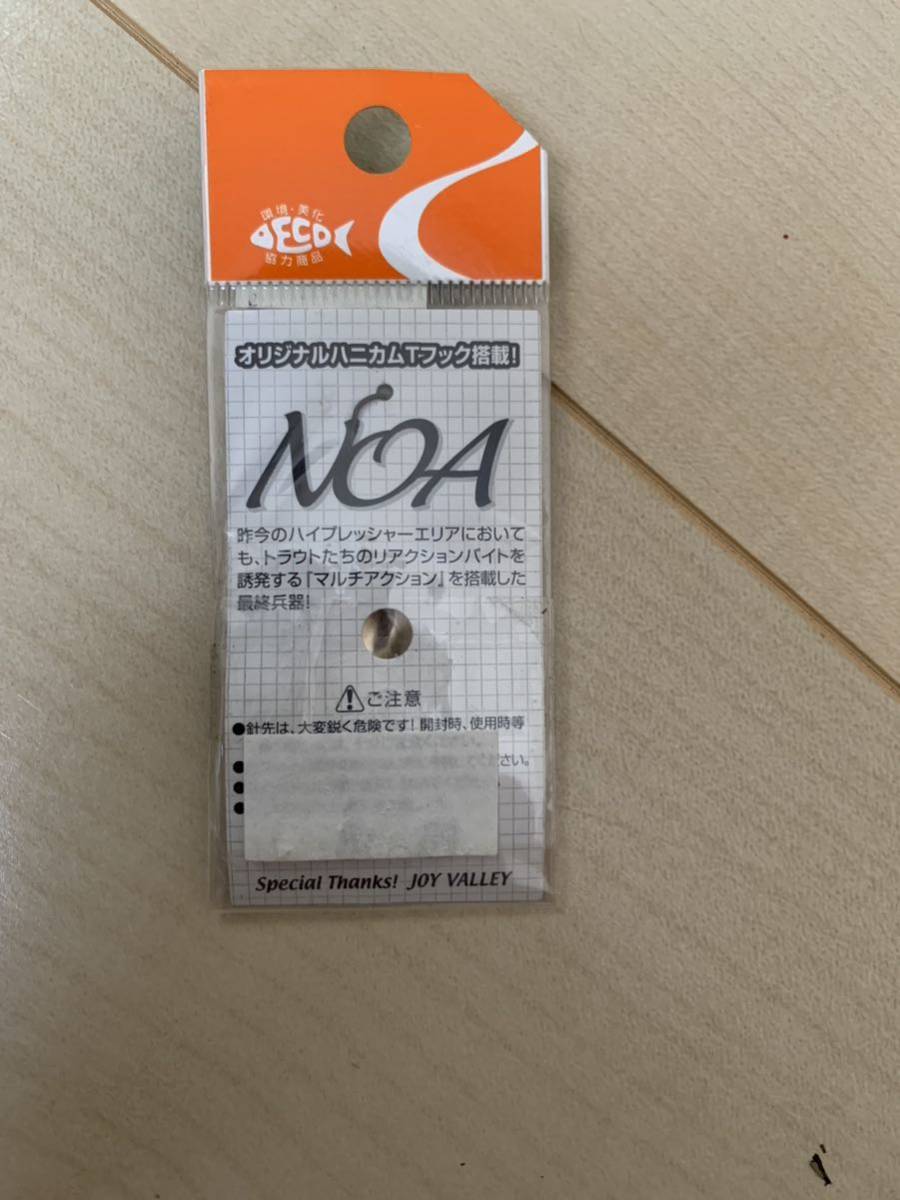 環境・美化
ECO
協力商品
オリジナルハニカムTフック搭載!
NOA
昨今のハイプレッシャーエリアにおいて
も、トラウトたちのリアクションバイトを
誘発する『マルチアクション』を搭載した
最終兵器!
ご注意
●針先は、大変鋭く危険です! 開封時、使用時等
●
ください。
●
●
Special Thanks! JOY VALLEY